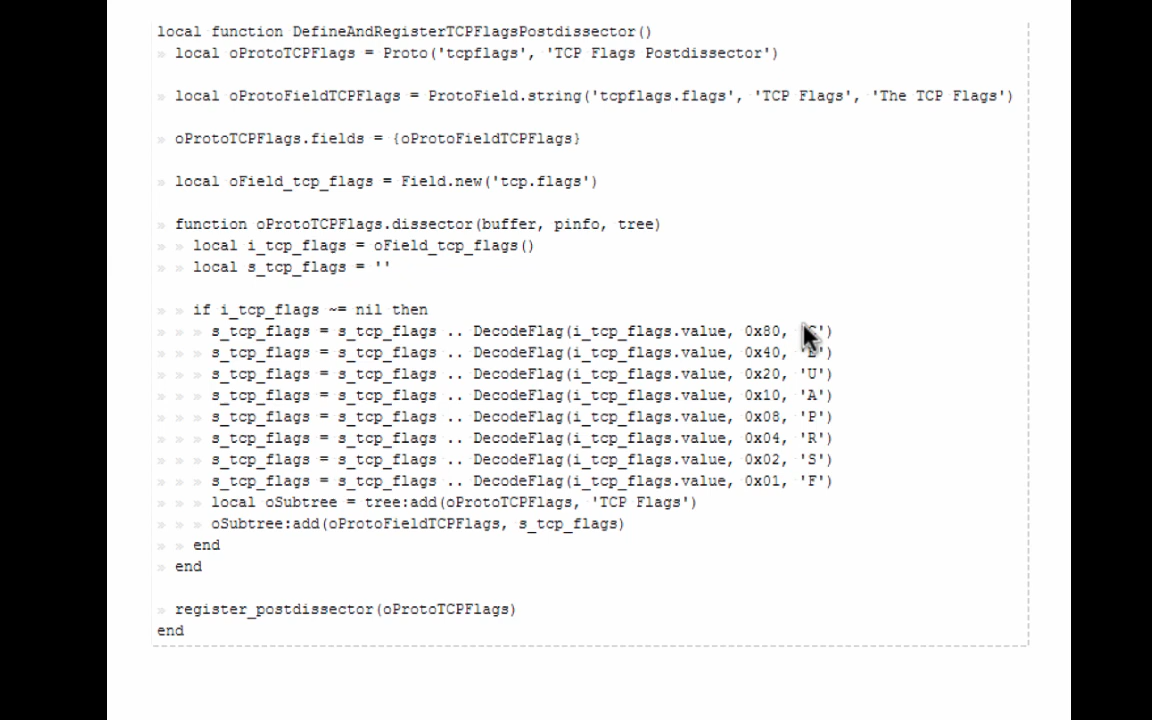 local function DefineAndRegisterTCPFlagsPostdissector()
» local oProtoTCPFlags = Proto('tcpflags', 'TCP Flags Postdissector')
» local oProtoFieldTCPFlags = ProtoField.string('tcpflags.flags', 'TCP Flags', 'The TCP Flags')
» oProtoTCPFlags.fields = {oProtoFieldTCPFlags}
» local oField_tcp_flags = Field.new('tcp.flags')
» function oProtoTCPFlags.dissector(buffer, pinfo, tree)
» » local i_tcp_flags = oField_tcp_flags()
» » local s_tcp_flags = ''
» » if i_tcp_flags ~= nil then
» » » s_tcp_flags = s_tcp_flags .. DecodeFlag(i_tcp_flags.value, 0x80, ')
» » » s_tcp_flags = s_tcp_flags .. DecodeFlag(i_tcp_flags.value, 0x40, ')
» » » s_tcp_flags = s_tcp_flags .. DecodeFlag(i_tcp_flags.value, 0x20, 'U')
» » » s_tcp_flags = s_tcp_flags .. DecodeFlag(i_tcp_flags.value, 0x10, 'A')
» » » s_tcp_flags = s_tcp_flags .. DecodeFlag(i_tcp_flags.value, 0x08, 'P')
» » » s_tcp_flags = s_tcp_flags .. DecodeFlag(i_tcp_flags.value, 0x04, 'R')
» » » s_tcp_flags = s_tcp_flags .. DecodeFlag(i_tcp_flags.value, 0x02, 'S')
» » » s_tcp_flags = s_tcp_flags .. DecodeFlag(i_tcp_flags.value, 0x01, 'F')
» » » local oSubtree = tree:add(oProtoTCPFlags, 'TCP Flags')
» » » oSubtree:add(oProtoFieldTCPFlags, s_tcp_flags)
» » end
» end
» register_postdissector(oProtoTCPFlags)
end